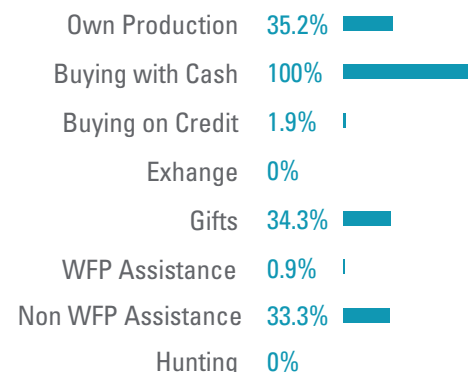 Own Production 35.2%
Buying with Cash 100%
Buying on Credit 1.9%
Exhange 0%
Gifts 34.3%
WFP Assistance 0.9%
Non WFP Assistance 33.3%
Hunting 0%